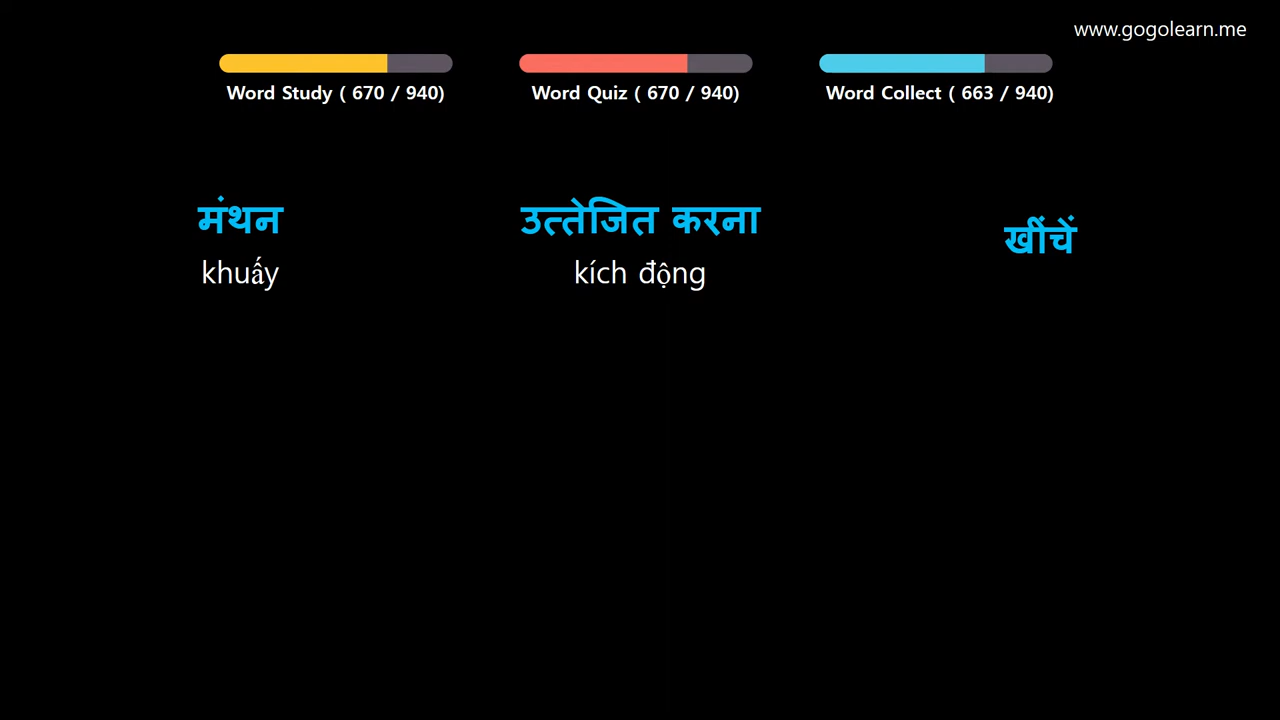 www.gogolearn.me
Word Study ( 670 / 940)
Word Quiz ( 670 / 940)
Word Collect ( 663 / 940)
मंथन
khuấy
उत्तेजित करना
kích động
खींचें